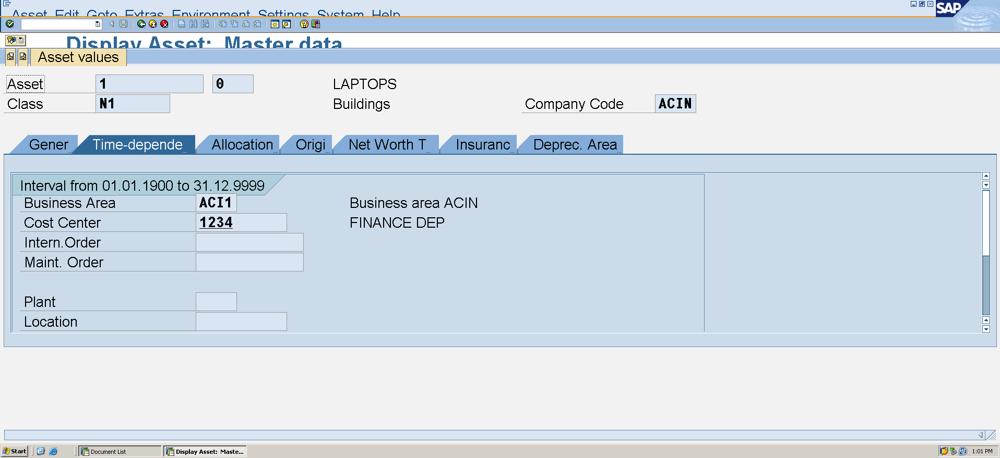 Asset Edit Goto Extras Environment Settings System Help
SAP
Display Asset: Master data
Asset values
Asset 1 0 LAPTOPS
Class N1 Buildings Company Code ACIN
Gener Time-depende Allocation Origi Net Worth T Insuranc Deprec. Area
Interval from 01.01.1900 to 31.12.9999
Business Area ACI1 Business area ACIN
Cost Center 1234 FINANCE DEP
Intern.Order
Maint. Order
Plant
Location
Start Document List Display Asset: Maste... 1:01 PM